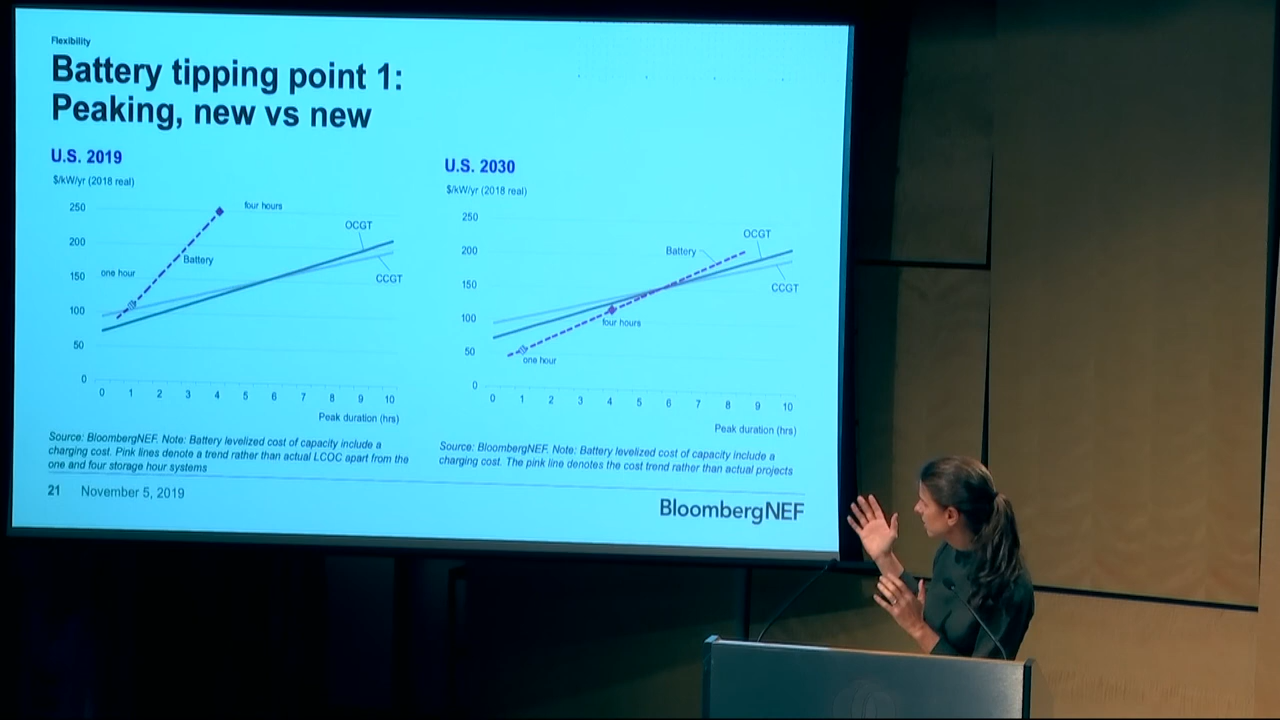 Flexibility
Battery tipping point 1:
Peaking, new vs new
U.S. 2019
$/kW/yr (2018 real)
250
200
150
100
50
0
four hours
OCGT
Battery
one hour
CCGT
0 1 2 3 4 5 6 7 8 9 10
Peak duration (hrs)
Source: BloombergNEF. Note: Battery levelized cost of capacity include a
charging cost. Pink lines denote a trend rather than actual LCOC apart from the
one and four storage hour systems
U.S. 2030
$/kW/yr (2018 real)
250
200
150
100
50
0
OCGT
Battery
CCGT
four hours
one hour
0 1 2 3 4 5 6 7 8 9 10
Peak duration (hrs)
Source: BloombergNEF. Note: Battery levelized cost of capacity include a
charging cost. The pink line denotes the cost trend rather than actual projects
21 November 5, 2019
BloombergNEF